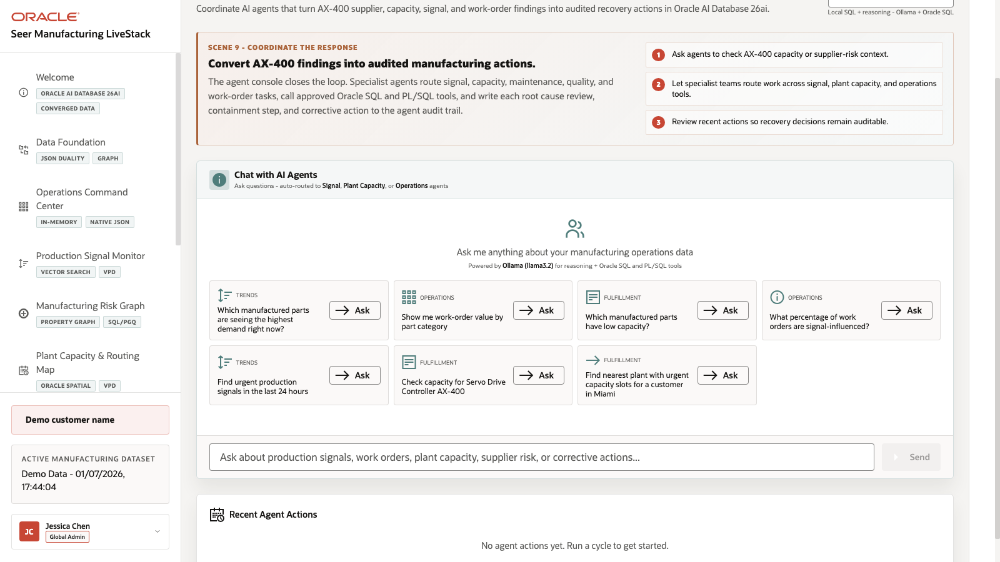 ORACLE
Seer Manufacturing LiveStack
Welcome
ORACLE AI DATABASE 26AI
CONVERGED DATA
Data Foundation
JSON DUALITY
GRAPH
Operations Command
Center
IN-MEMORY
NATIVE JSON
Production Signal Monitor
VECTOR SEARCH
VPD
Manufacturing Risk Graph
PROPERTY GRAPH
SQL/PGQ
Plant Capacity & Routing
Map
ORACLE SPATIAL
VPD
Demo customer name
ACTIVE MANUFACTURING DATASET
Demo Data - 01/07/2026,
17:44:04
JC
Jessica Chen
Global Admin
Coordinate AI agents that turn AX-400 supplier, capacity, signal, and work-order findings into audited recovery actions in Oracle AI Database 26ai.
Local SQL + reasoning - Ollama + Oracle SQL
SCENE 9 - COORDINATE THE RESPONSE
Convert AX-400 findings into audited manufacturing actions.
The agent console closes the loop. Specialist agents route signal, capacity, maintenance, quality, and
work-order tasks, call approved Oracle SQL and PL/SQL tools, and write each root cause review,
containment step, and corrective action to the agent audit trail.
1
Ask agents to check AX-400 capacity or supplier-risk context.
2
Let specialist teams route work across signal, plant capacity, and operations
tools.
3
Review recent actions so recovery decisions remain auditable.
Chat with AI Agents
Ask questions - auto-routed to Signal, Plant Capacity, or Operations agents
Ask me anything about your manufacturing operations data
Powered by Ollama (llama3.2) for reasoning + Oracle SQL and PL/SQL tools
TRENDS
Which manufactured parts
are seeing the highest
demand right now?
Ask
OPERATIONS
Show me work-order value by
part category
Ask
FULFILLMENT
Which manufactured parts
have low capacity?
Ask
OPERATIONS
What percentage of work
orders are signal-influenced?
Ask
TRENDS
Find urgent production
signals in the last 24 hours
Ask
FULFILLMENT
Check capacity for Servo Drive
Controller AX-400
Ask
FULFILLMENT
Find nearest plant with urgent
capacity slots for a customer
in Miami
Ask
Ask about production signals, work orders, plant capacity, supplier risk, or corrective actions...
Send
Recent Agent Actions
No agent actions yet. Run a cycle to get started.